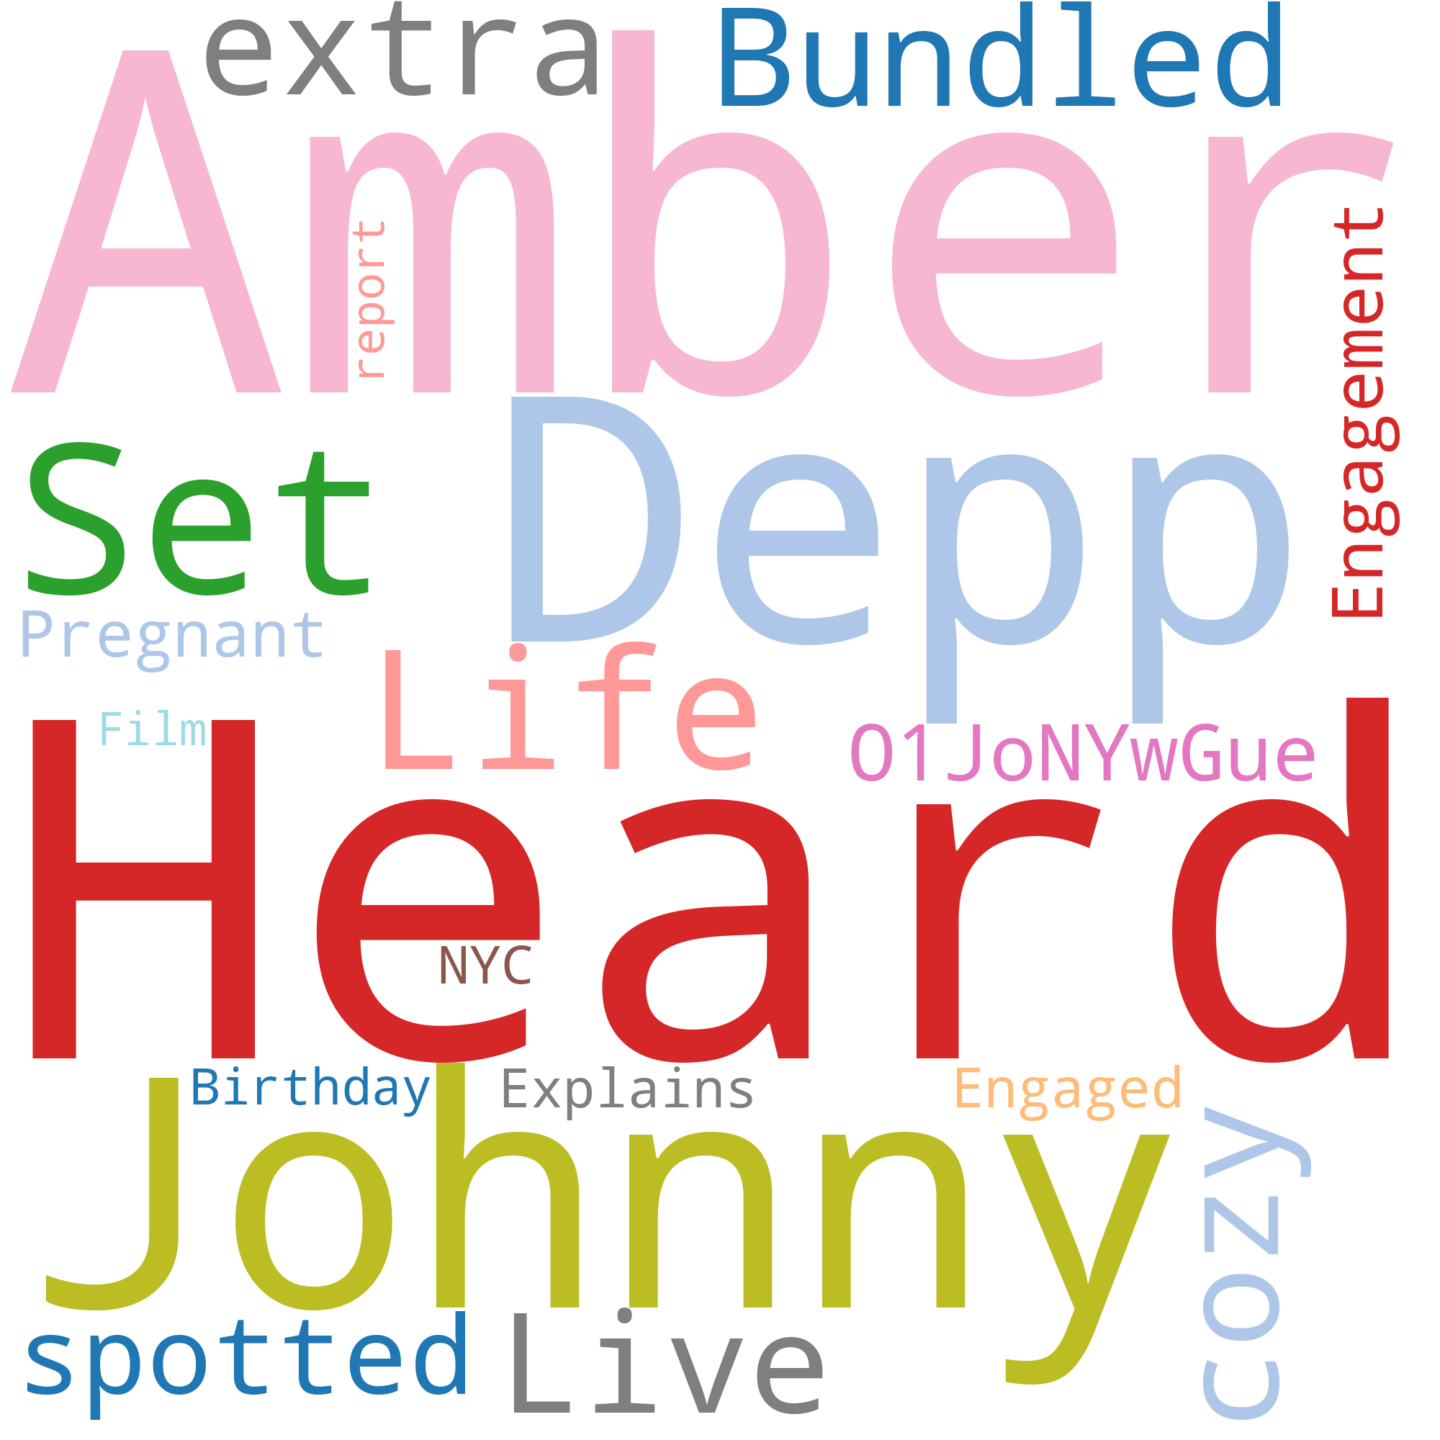 extra
Bundled
Amber
report
Engagement
Set
Depp
Pregnant
Life
Film
O1JoNYwGue
Heard
NYC
Birthday
Explains
Engaged
Johnny
cozy
spotted
Live